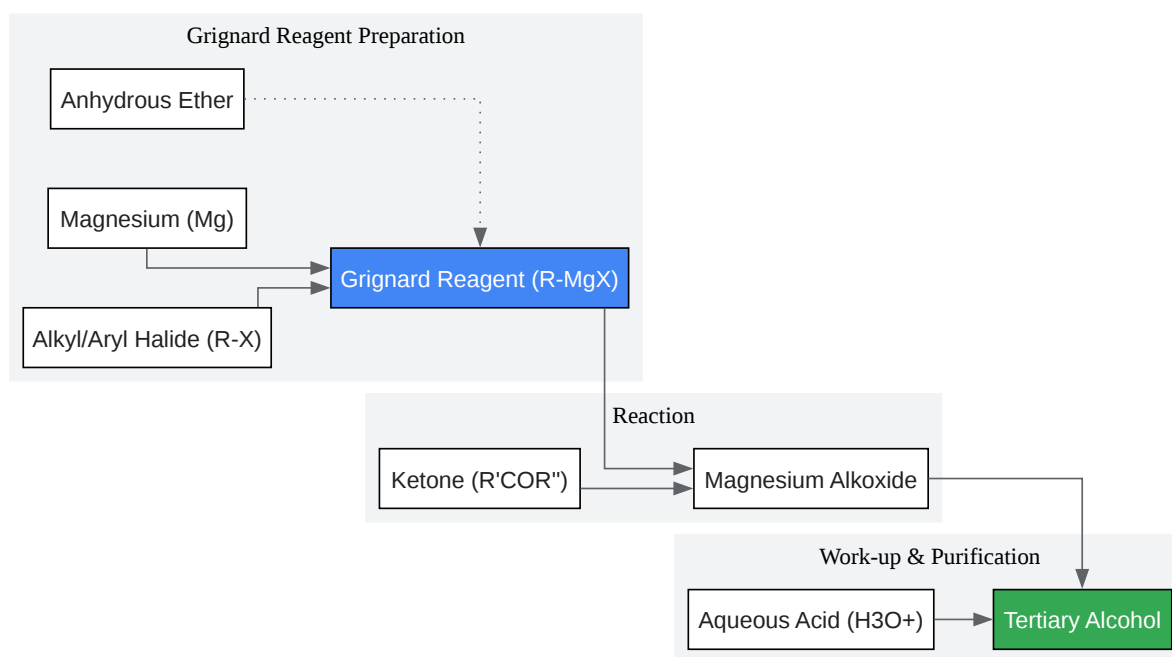 Grignard Reagent Preparation
Anhydrous Ether
Magnesium (Mg)
Grignard Reagent (R-MgX)
Alkyl/Aryl Halide (R-X)
Reaction
Ketone (R'COR")
Magnesium Alkoxide
Work-up & Purification
Aqueous Acid (H3O+)
Tertiary Alcohol